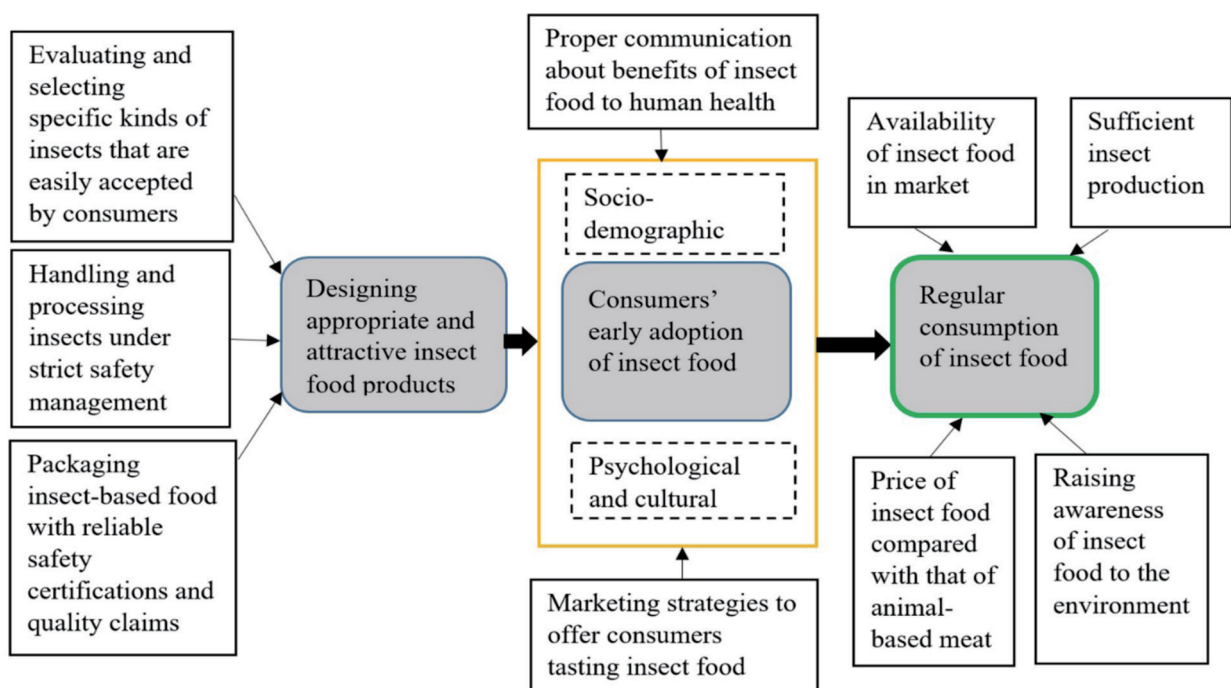 Evaluating and
selecting
specific kinds of
insects that are
easily accepted
by consumers
Handling and
processing
insects under
strict safety
management
Packaging
insect-based food
with reliable
safety
certifications and
quality claims
Designing
appropriate and
attractive insect
food products
Proper communication
about benefits of insect
food to human health
Socio-
demographic
Consumers’
early adoption
of insect food
Psychological
and cultural
Marketing strategies to
offer consumers
tasting insect food
Availability
of insect food
in market
Sufficient
insect
production
Regular
consumption
of insect food
Price of
insect food
compared
with that of
animal-
based meat
Raising
awareness
of insect
food to the
environment